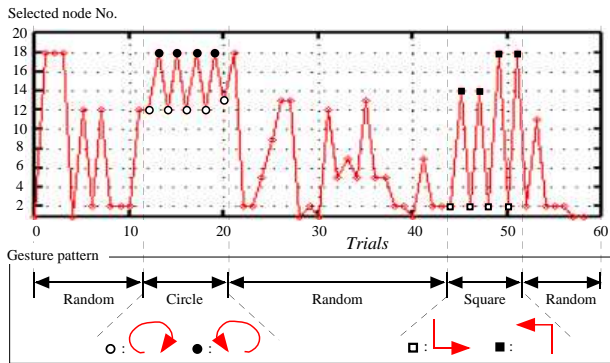 Selected node No.
20
18
16
14
12
10
8
6
4
2
0 10 20 30 40 50 60
Trials
Gesture pattern
Random Circle Random Square Random
: : : :